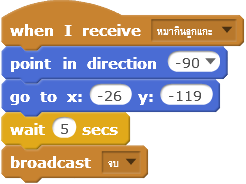 when I receive หมากินลูกแกะ
point in direction -90
go to x: -26 y: -119
wait 5 secs
broadcast จบ